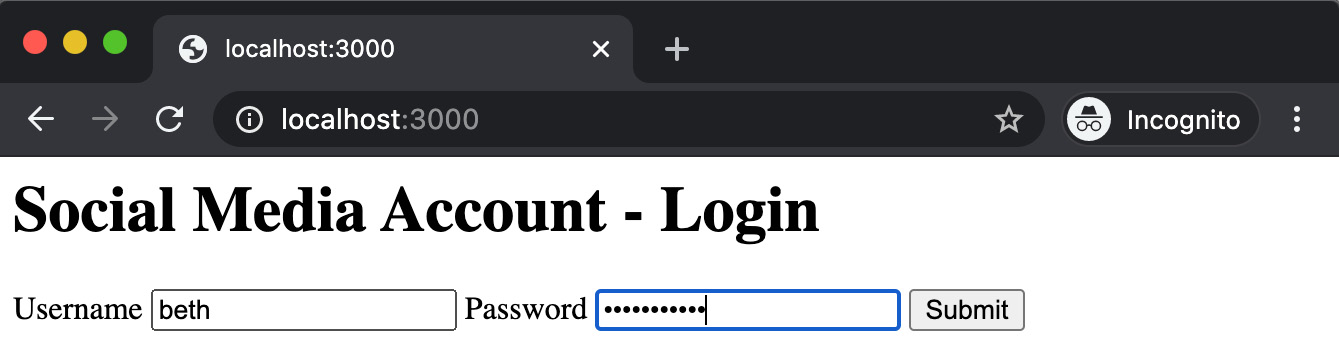 localhost:3000
localhost:3000 Incognito
Social Media Account - Login
Username beth Password ••••••••••• Submit